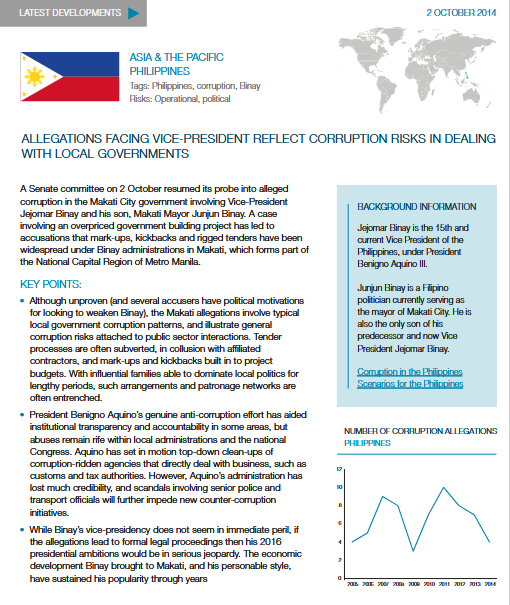 LATEST DEVELOPMENTS
2 OCTOBER 2014
ASIA & THE PACIFIC
PHILIPPINES
Tags: Philippines, corruption, Binay
Risks: Operational, political
ALLEGATIONS FACING VICE-PRESIDENT REFLECT CORRUPTION RISKS IN DEALING
WITH LOCAL GOVERNMENTS
A Senate committee on 2 October resumed its probe into alleged
corruption in the Makati City government involving Vice-President
Jejomar Binay and his son, Makati Mayor Junjun Binay. A case
involving an overpriced government building project has led to
accusations that mark-ups, kickbacks and rigged tenders have been
widespread under Binay administrations in Makati, which forms part of
the National Capital Region of Metro Manila.
KEY POINTS:
• Although unproven (and several accusers have political motivations
for looking to weaken Binay), the Makati allegations involve typical
local government corruption patterns, and illustrate general
corruption risks attached to public sector interactions. Tender
processes are often subverted, in collusion with affiliated
contractors, and mark-ups and kickbacks built in to project
budgets. With influential families able to dominate local politics for
lengthy periods, such arrangements and patronage networks are
often entrenched.
• President Benigno Aquino's genuine anti-corruption effort has aided
institutional transparency and accountability in some areas, but
abuses remain rife within local administrations and the national
Congress. Aquino has set in motion top-down clean-ups of
corruption-ridden agencies that directly deal with business, such as
customs and tax authorities. However, Aquino's administration has
lost much credibility, and scandals involving senior police and
transport officials will further impede new counter-corruption
initiatives.
• While Binay's vice-presidency does not seem in immediate peril, if
the allegations lead to formal legal proceedings then his 2016
presidential ambitions would be in serious jeopardy. The economic
development Binay brought to Makati, and his personable style,
have sustained his popularity through years
BACKGROUND INFORMATION
Jejomar Binay is the 15th and
current Vice President of the
Philippines, under President
Benigno Aquino III.
Junjun Binay is a Filipino
politician currently serving as
the mayor of Makati City. He is
also the only son of his
predecessor and now Vice
President Jejomar Binay.
Corruption in the Philippines
Scenarios for the Philippines
NUMBER OF CORRUPTION ALLEGATIONS
PHILIPPINES
12
10
8
6
4
2
0
2005 2006 2007 2008 2009 2010 2011 2012 2013 2014